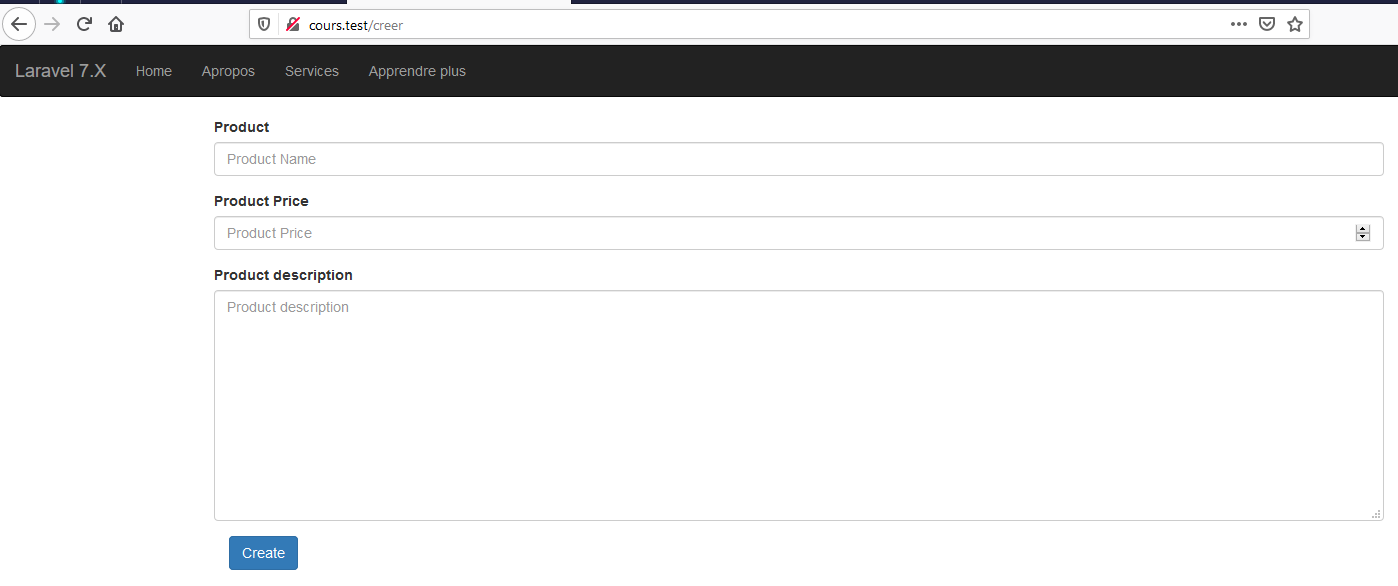 cours.test/creer
Laravel 7.X Home Apropos Services Apprendre plus
Product
Product Name
Product Price
Product Price
Product description
Product description
Create